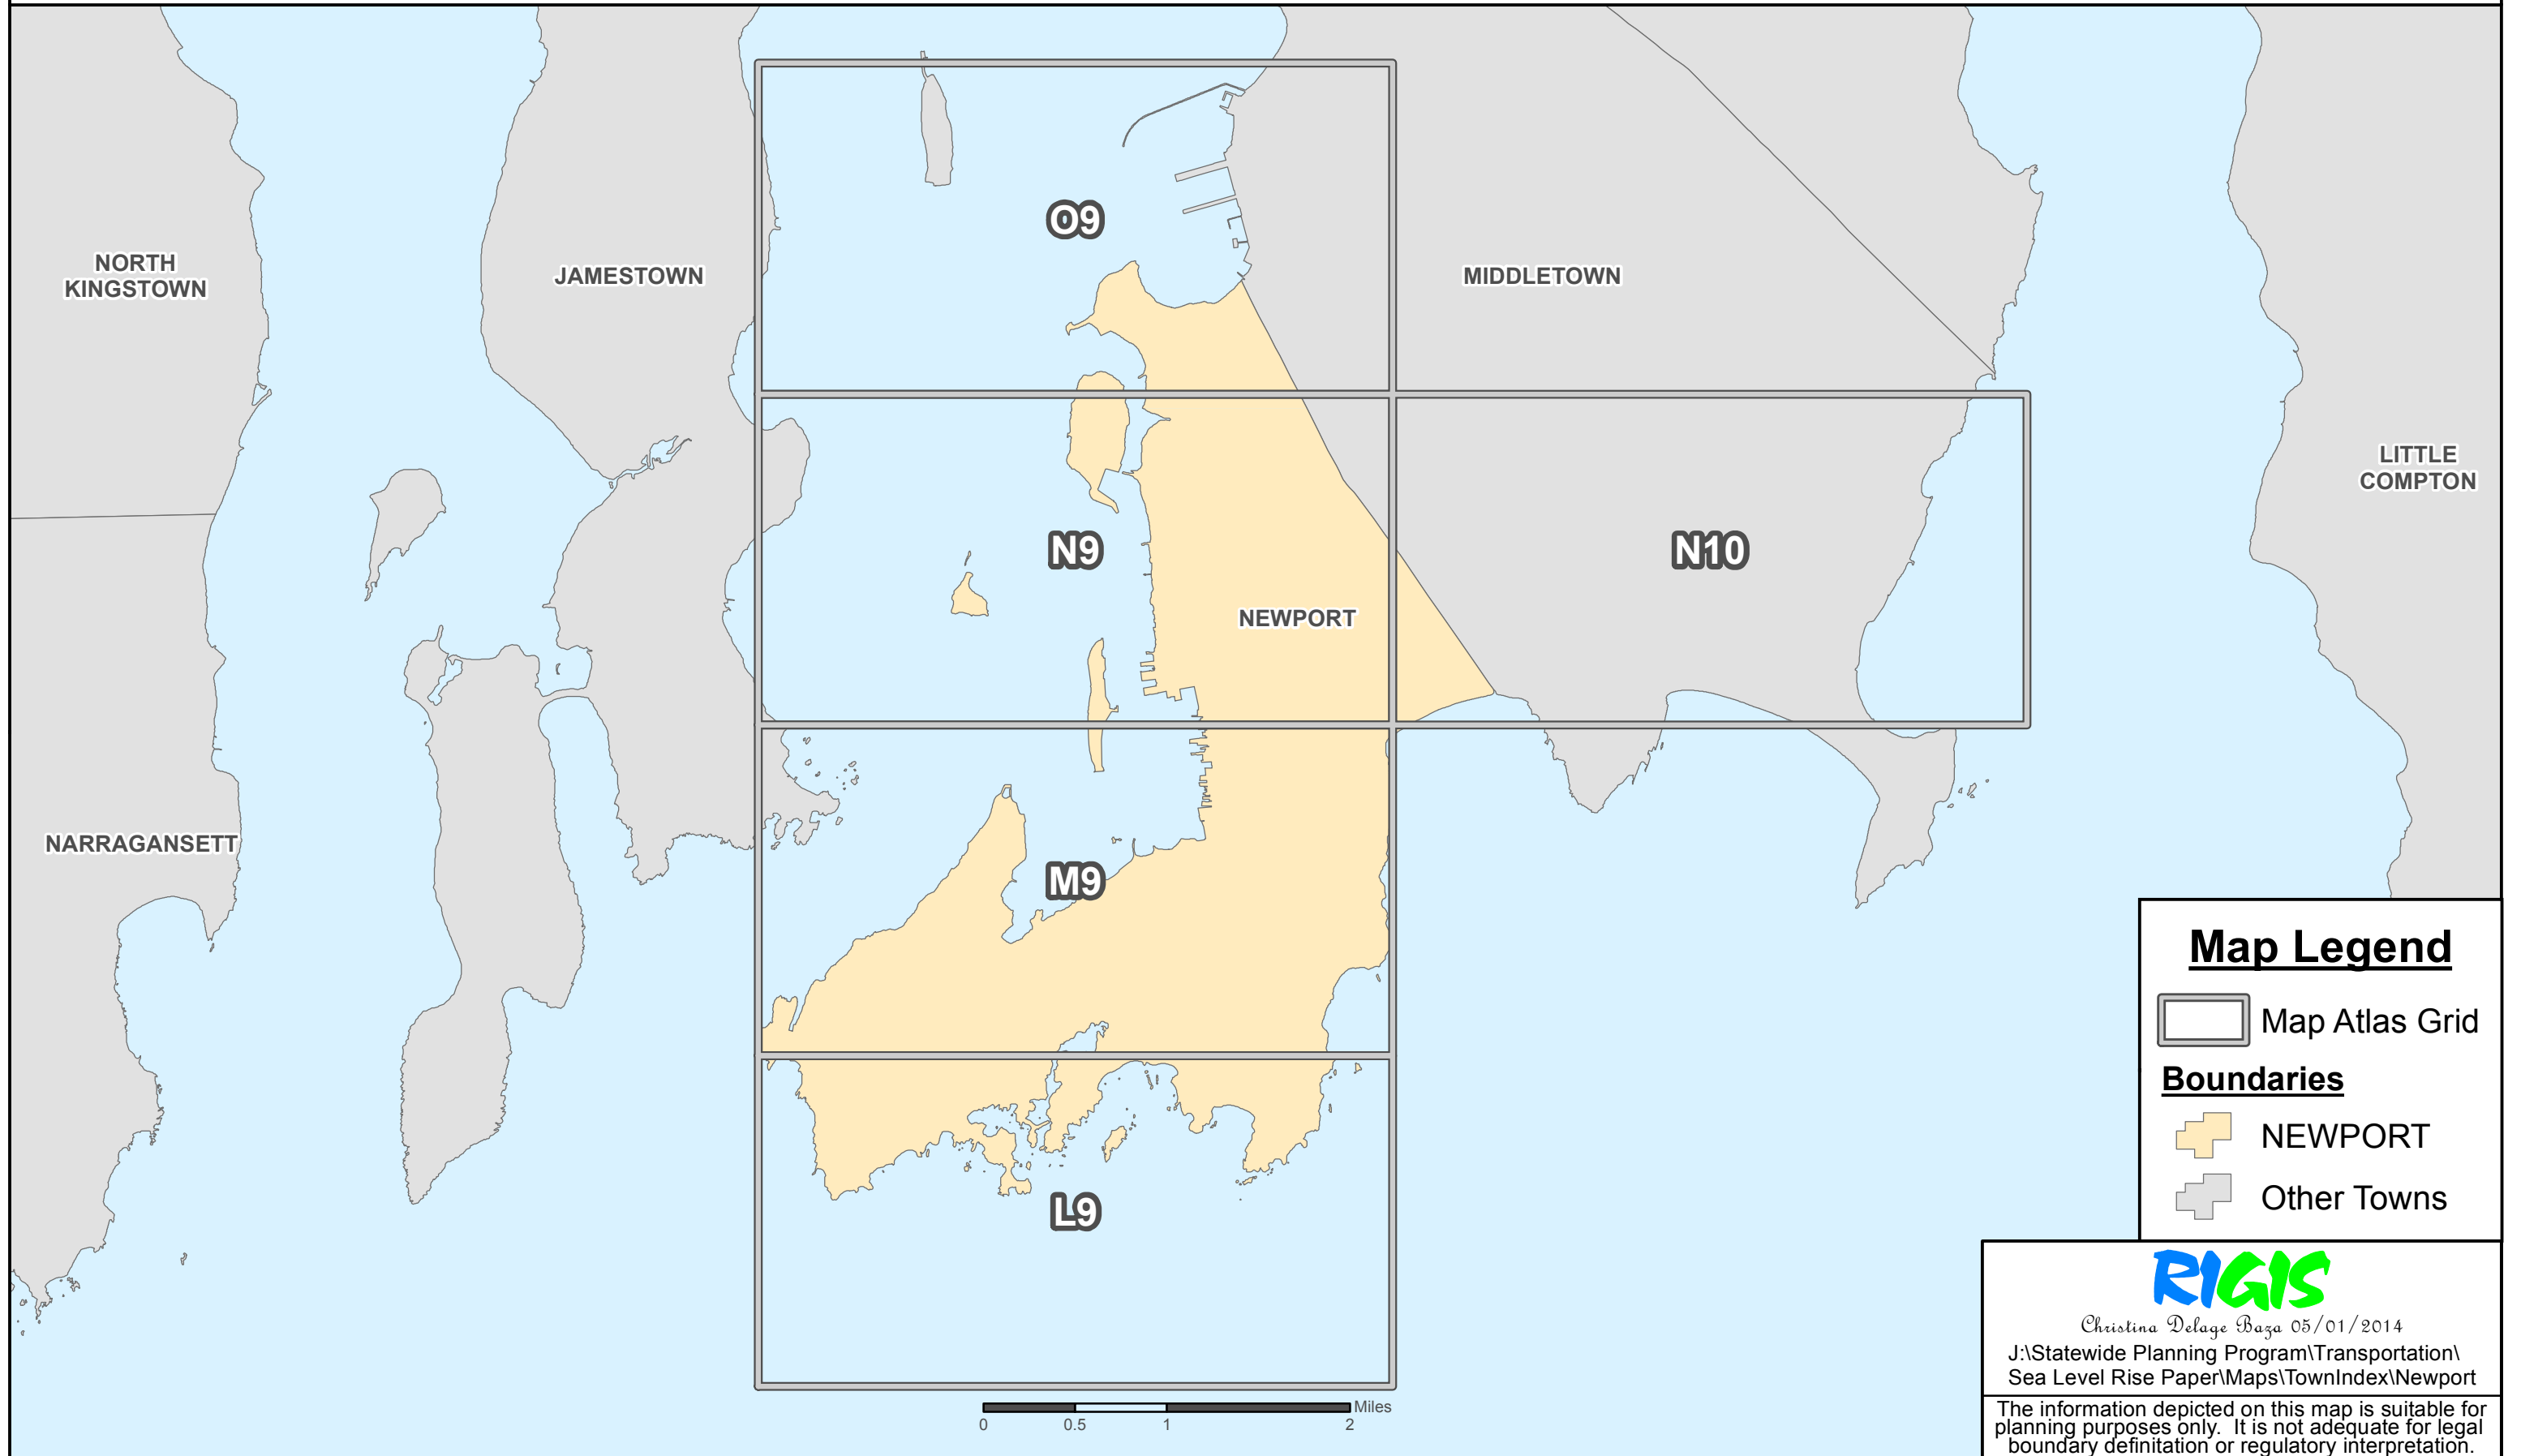 O9
NORTH
KINGSTOWN
JAMESTOWN
MIDDLETOWN
LITTLE
COMPTON
N9
N10
NEWPORT
NARRAGANSETT
M9
L9
Map Legend
Map Atlas Grid
Boundaries
NEWPORT
Other Towns
RIGIS
Christina Delage Baza 05/01/2014
J:\Statewide Planning Program\Transportation\
Sea Level Rise Paper\Maps\TownIndex\Newport
The information depicted on this map is suitable for
planning purposes only. It is not adequate for legal
boundary definitation or regulatory interpretation.
Miles
0 0.5 1 2